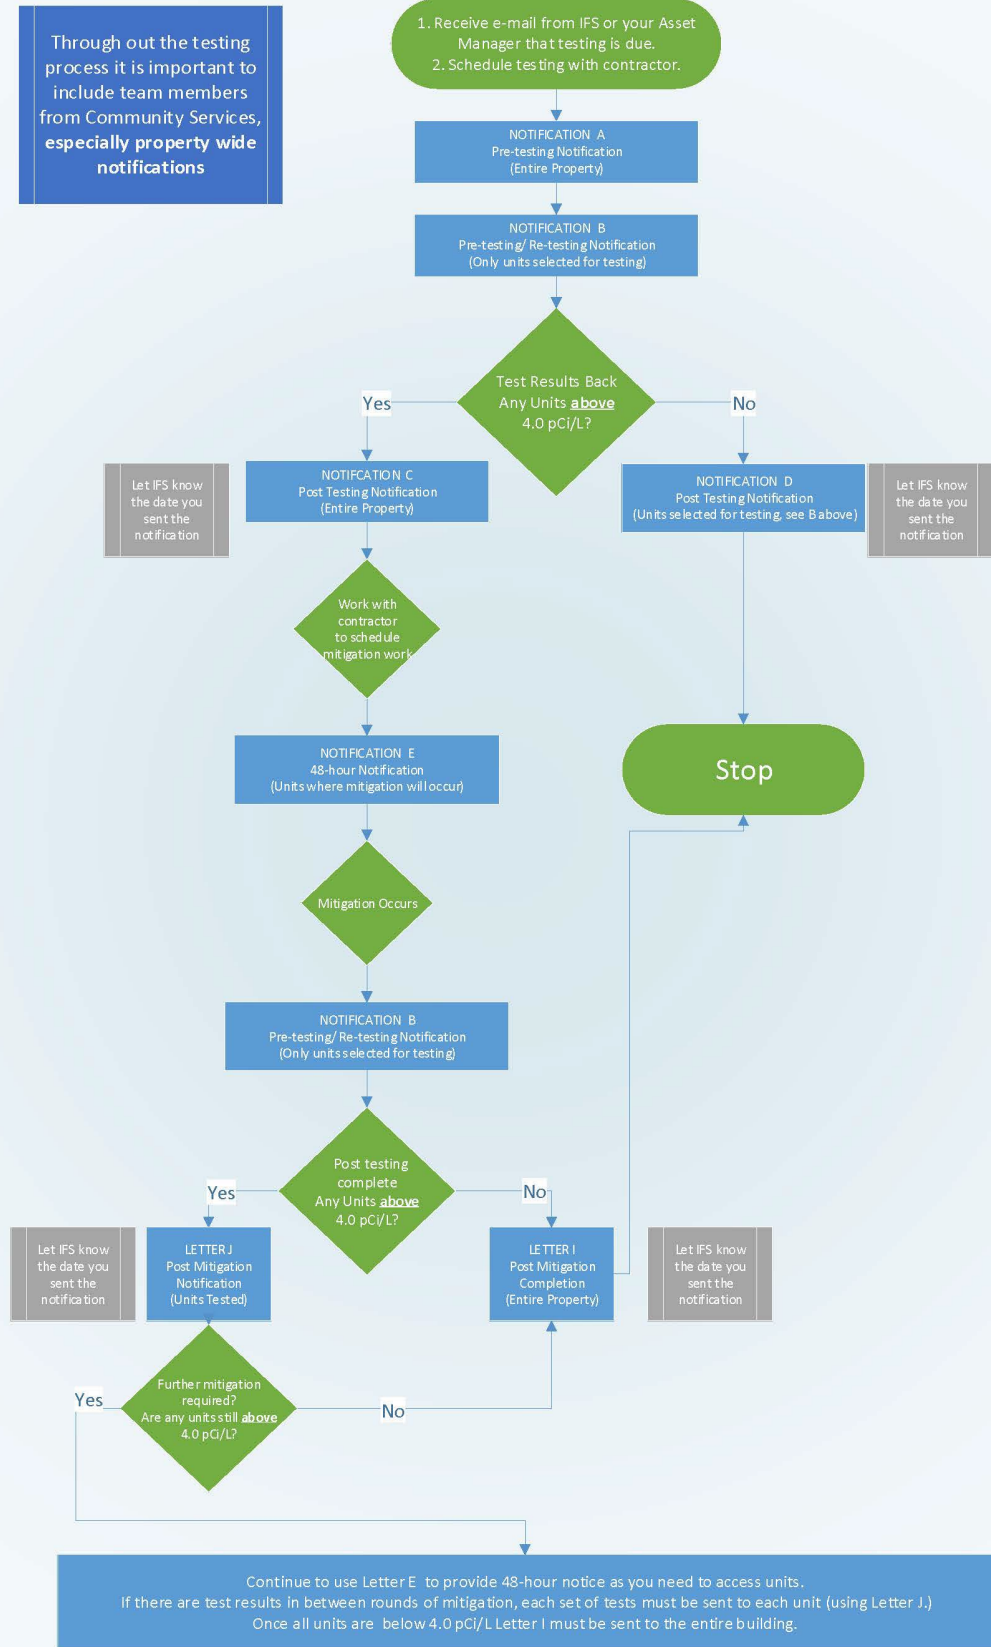 Through out the testing
process it is important to
include team members
from Community Services,
especially property wide
notifications
1. Receive e-mail from IFS or your Asset
Manager that testing is due.
2. Schedule testing with contractor.
NOTIFICATION A
Pre-testing Notification
(Entire Property)
NOTIFICATION B
Pre-testing/ Re-testing Notification
(Only units selected for testing)
Test Results Back
Any Units above
4.0 pCi/L?
Yes
No
Let IFS know
the date you
sent the
notification
NOTIFCATION C
Post Testing Notification
(Entire Property)
NOTIFICATION D
Post Testing Notification
(Units selected for testing, see B above)
Let IFS know
the date you
sent the
notification
Work with
contractor
to schedule
mitigation work
NOTIFICATION E
48-hour Notification
(Units where mitigation will occur)
Stop
Mitigation Occurs
NOTIFICATION B
Pre-testing/ Re-testing Notification
(Only units selected for testing)
Post testing
complete
Any Units above
4.0 pCi/L?
Yes
No
Let IFS know
the date you
sent the
notification
LETTER J
Post Mitigation
Notification
(Units Tested)
LETTER I
Post Mitigation
Completion
(Entire Property)
Let IFS know
the date you
sent the
notification
Further mitigation
required?
Are any units still above
4.0 pCi/L?
Yes
No
Continue to use Letter E to provide 48-hour notice as you need to access units.
If there are test results in between rounds of mitigation, each set of tests must be sent to each unit (using Letter J.)
Once all units are below 4.0 pCi/L Letter I must be sent to the entire building.